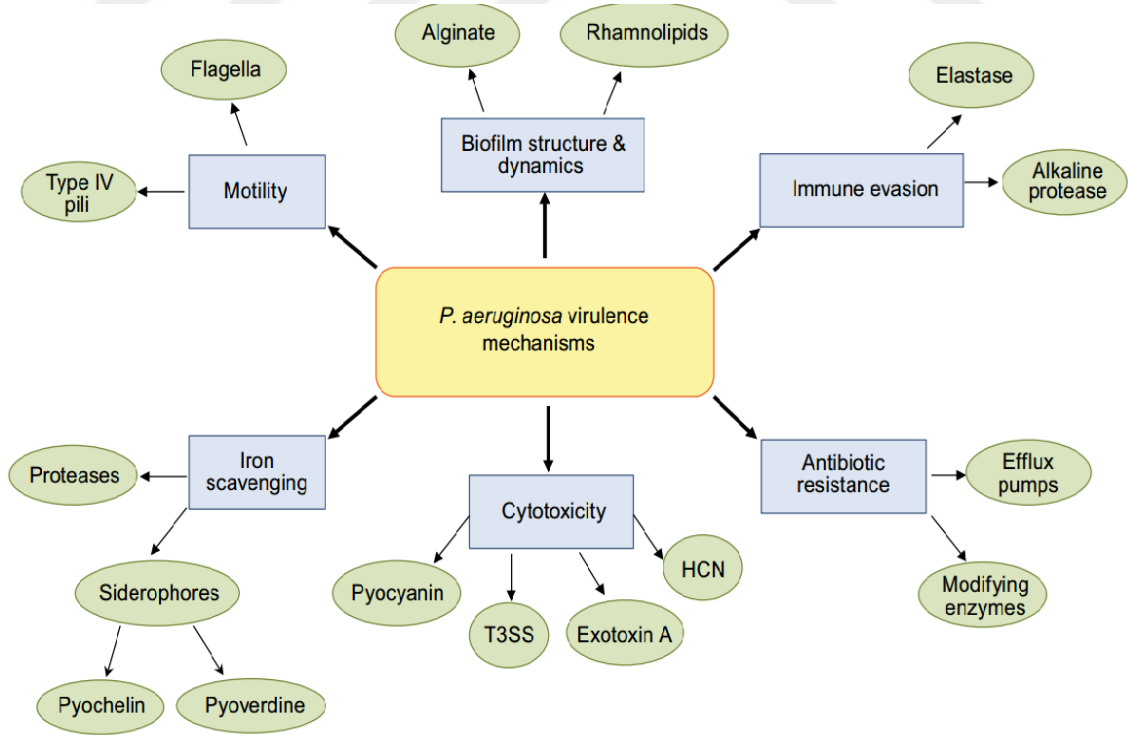 Alginate
Rhamnolipids
Flagella
Elastase
Biofilm structure &
dynamics
Type IV
pili
Motility
Immune evasion
Alkaline
protease
P. aeruginosa virulence
mechanisms
Proteases
Iron
scavenging
Antibiotic
resistance
Efflux
pumps
Cytotoxicity
Siderophores
Pyocyanin
HCN
Modifying
enzymes
T3SS
Exotoxin A
Pyochelin
Pyoverdine